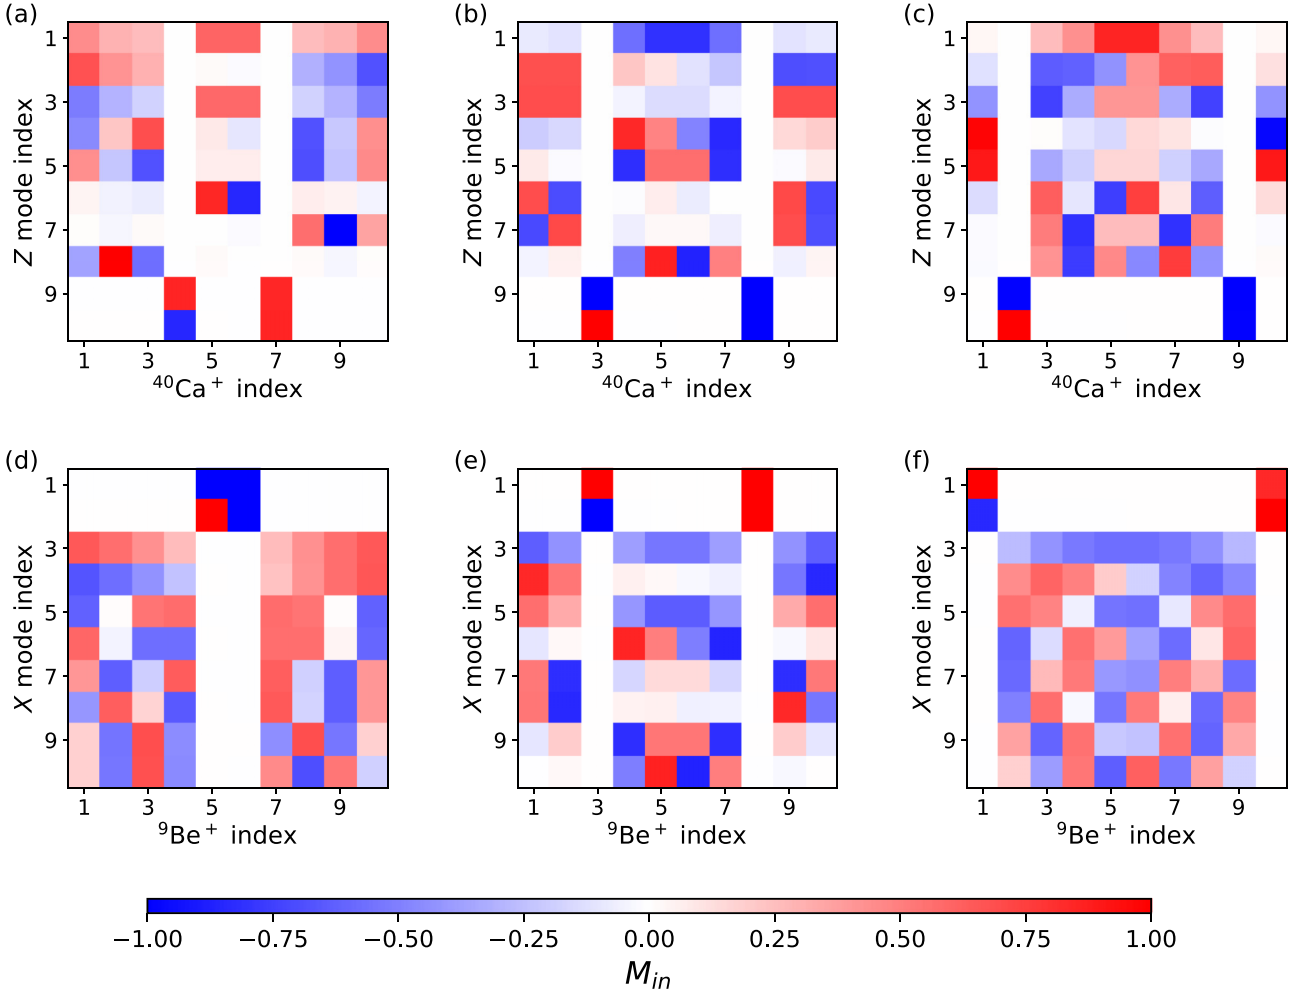 (a)
(b)
(c)
1
3
5
7
9
Z mode index
1
3
5
7
9
Z mode index
1
3
5
7
9
Z mode index
1 3 5 7 9
1 3 5 7 9
1 3 5 7 9
⁴⁰Ca⁺ index
⁴⁰Ca⁺ index
⁴⁰Ca⁺ index
(d)
(e)
(f)
1
3
5
7
9
X mode index
1
3
5
7
9
X mode index
1
3
5
7
9
X mode index
1 3 5 7 9
1 3 5 7 9
1 3 5 7 9
⁹Be⁺ index
⁹Be⁺ index
⁹Be⁺ index
−1.00 −0.75 −0.50 −0.25 0.00 0.25 0.50 0.75 1.00
M_{in}